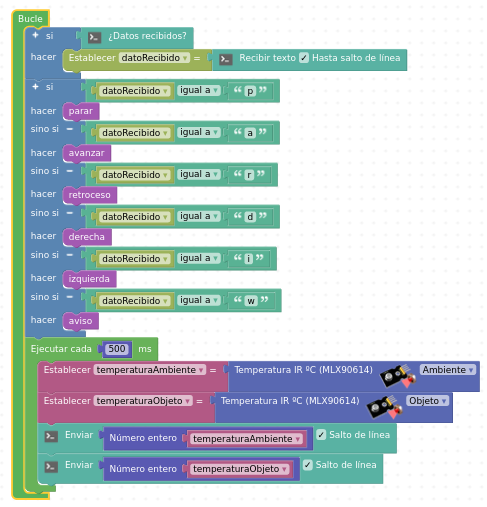 Bucle
si ¿Datos recibidos?
hacer Establecer datoRecibido = Recibir texto Hasta salto de línea
si datoRecibido igual a “ p ”
hacer parar
sino si datoRecibido igual a “ a ”
hacer avanzar
sino si datoRecibido igual a “ r ”
hacer retroceso
sino si datoRecibido igual a “ d ”
hacer derecha
sino si datoRecibido igual a “ i ”
hacer izquierda
sino si datoRecibido igual a “ w ”
hacer aviso
Ejecutar cada 500 ms
Establecer temperaturaAmbiente = Temperatura IR ºC (MLX90614) Ambiente
Establecer temperaturaObjeto = Temperatura IR ºC (MLX90614) Objeto
Enviar Número entero temperaturaAmbiente Salto de línea
Enviar Número entero temperaturaObjeto Salto de línea